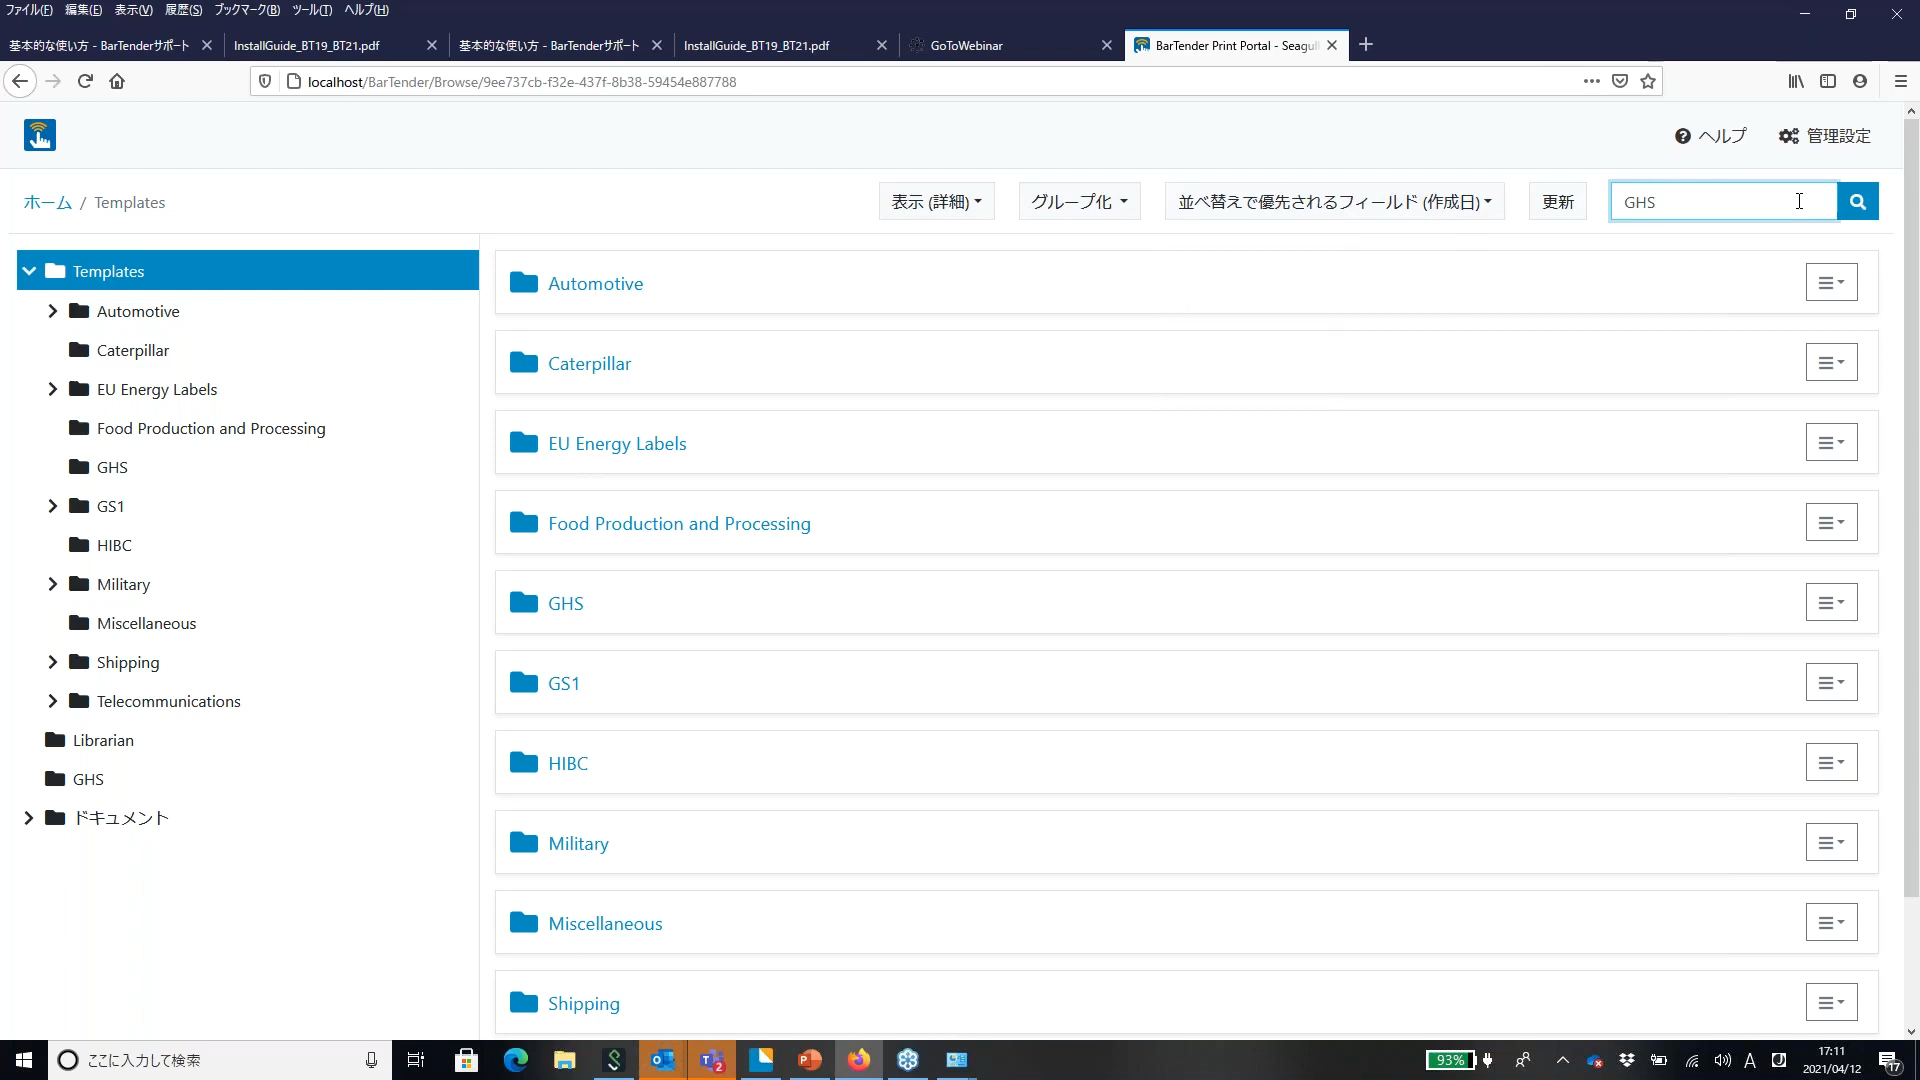 ファイル(F) 編集(E) 表示(V) 履歴(S) ブックマーク(B) ツール(T) ヘルプ(H)
基本的な使い方 - BarTenderサポート InstallGuide_BT19_BT21.pdf 基本的な使い方 - BarTenderサポート InstallGuide_BT19_BT21.pdf GoToWebinar BarTender Print Portal - Seagull
localhost/BarTender/Browse/9ee737cb-f32e-437f-8b38-59454e887788
ヘルプ 管理設定
ホーム / Templates 表示 (詳細) グループ化 並べ替えで優先されるフィールド (作成日) 更新 GHS
Templates
Automotive
Caterpillar
EU Energy Labels
Food Production and Processing
GHS
GS1
HIBC
Military
Miscellaneous
Shipping
Telecommunications
Librarian
GHS
ドキュメント
Automotive
Caterpillar
EU Energy Labels
Food Production and Processing
GHS
GS1
HIBC
Military
Miscellaneous
Shipping
ここに入力して検索
2
93%
A
17:11
2021/04/12
17